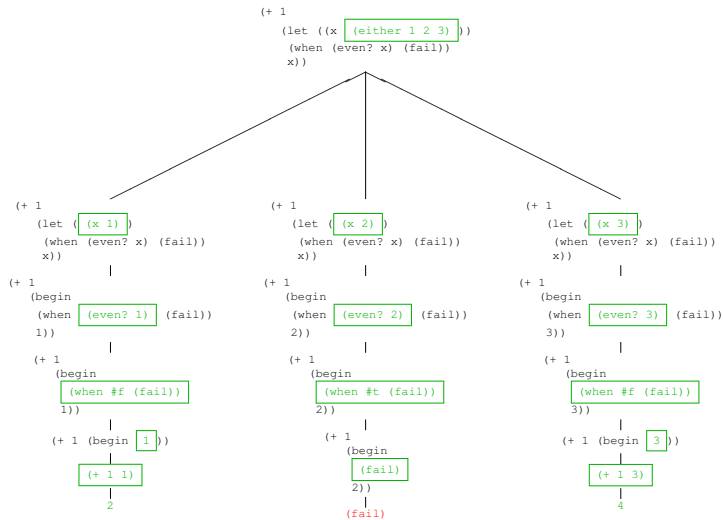 (+ 1
(let ((x (either 1 2 3) ))
(when (even? x) (fail))
x))
(+ 1
(let ( (x 1) )
(when (even? x) (fail))
x))
(+ 1
(begin
(when (even? 1) (fail))
1))
(+ 1
(begin
(when #f (fail))
1))
(+ 1 (begin 1 ))
(+ 1 1)
2
(+ 1
(let ( (x 2) )
(when (even? x) (fail))
x))
(+ 1
(begin
(when (even? 2) (fail))
2))
(+ 1
(begin
(when #t (fail))
2))
(+ 1
(begin
(fail)
2))
(fail)
(+ 1
(let ( (x 3) )
(when (even? x) (fail))
x))
(+ 1
(begin
(when (even? 3) (fail))
3))
(+ 1
(begin
(when #f (fail))
3))
(+ 1 (begin 3 ))
(+ 1 3)
4